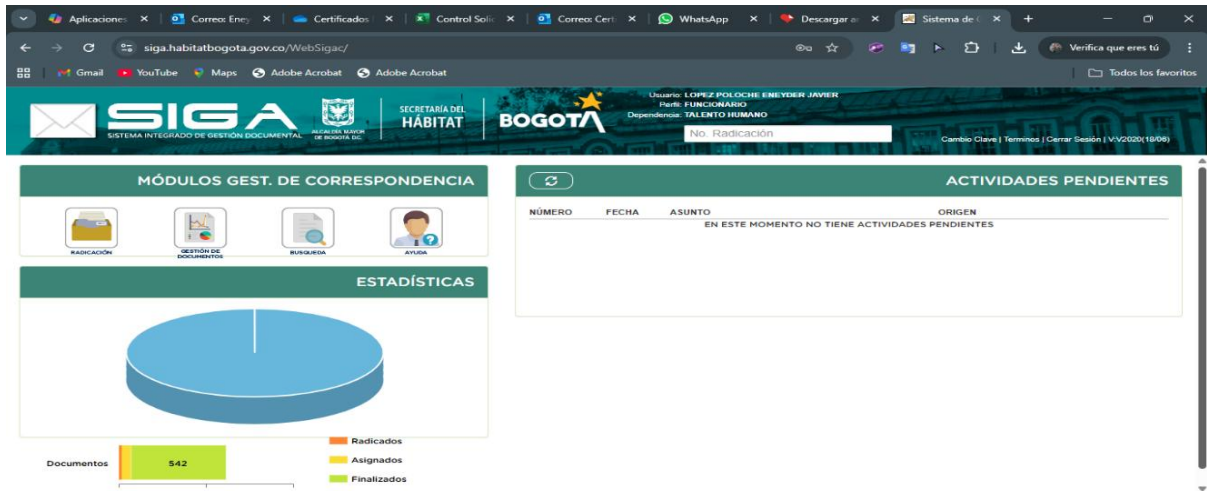 Aplicaciones
Correo: Eney
Certificados
Control Solic
Correo: Cert
WhatsApp
Descargar a
Sistema de
siga.habitatbogota.gov.co/WebSigac/
Verifica que eres tú
Gmail
YouTube
Maps
Adobe Acrobat
Adobe Acrobat
Todos los favoritos
SIGA
SISTEMA INTEGRADO DE GESTIÓN DOCUMENTAL
ALCALDÍA MAYOR
DE BOGOTÁ D.C.
SECRETARÍA DEL
HÁBITAT
BOGOTÁ
Usuario: LOPEZ POLOCHE ENEYDER JAVIER
Perfil: FUNCIONARIO
Dependencia: TALENTO HUMANO
No. Radicación
Cambio Clave | Terminos | Cerrar Sesión | V:V2020(18/06)
MÓDULOS GEST. DE CORRESPONDENCIA
RADICACIÓN
GESTIÓN DE
DOCUMENTOS
BUSQUEDA
AYUDA
ACTIVIDADES PENDIENTES
NÚMERO FECHA ASUNTO ORIGEN
EN ESTE MOMENTO NO TIENE ACTIVIDADES PENDIENTES
ESTADÍSTICAS
Documentos
542
Radicados
Asignados
Finalizados